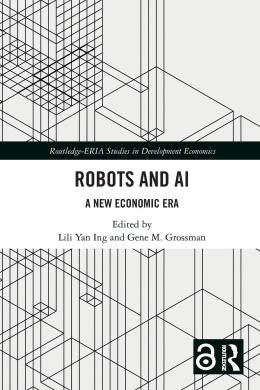 Routledge-ERIA Studies in Development Economics
ROBOTS AND AI
A NEW ECONOMIC ERA
Edited by
Lili Yan Ing and Gene M. Grossman
ROUTLEDGE